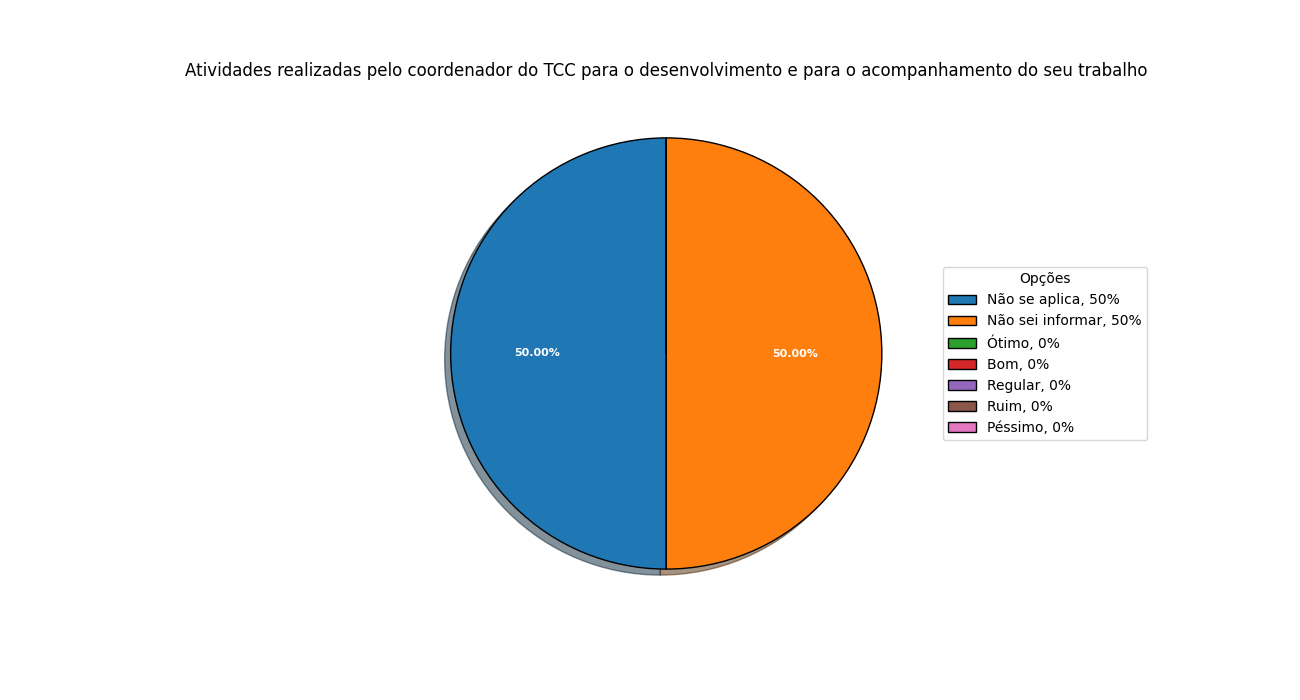 Atividades realizadas pelo coordenador do TCC para o desenvolvimento e para o acompanhamento do seu trabalho
50.00%
50.00%
Opções
Não se aplica, 50%
Não sei informar, 50%
Ótimo, 0%
Bom, 0%
Regular, 0%
Ruim, 0%
Péssimo, 0%